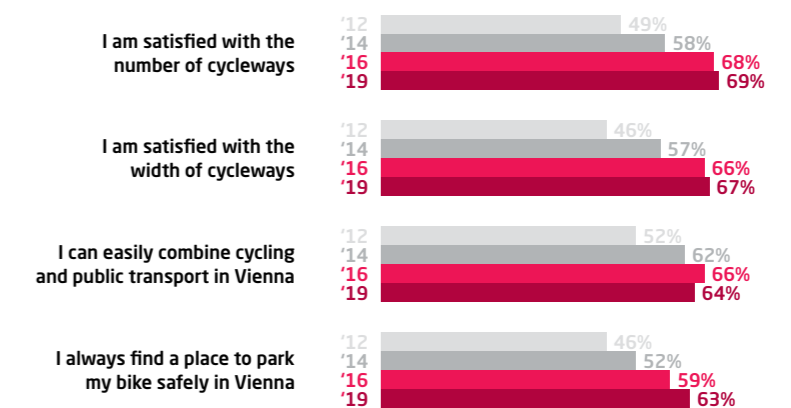 I am satisfied with the
number of cycleways
‘12 49%
‘14 58%
‘16 68%
‘19 69%
I am satisfied with the
width of cycleways
‘12 46%
‘14 57%
‘16 66%
‘19 67%
I can easily combine cycling
and public transport in Vienna
‘12 52%
‘14 62%
‘16 66%
‘19 64%
I always find a place to park
my bike safely in Vienna
‘12 46%
‘14 52%
‘16 59%
‘19 63%